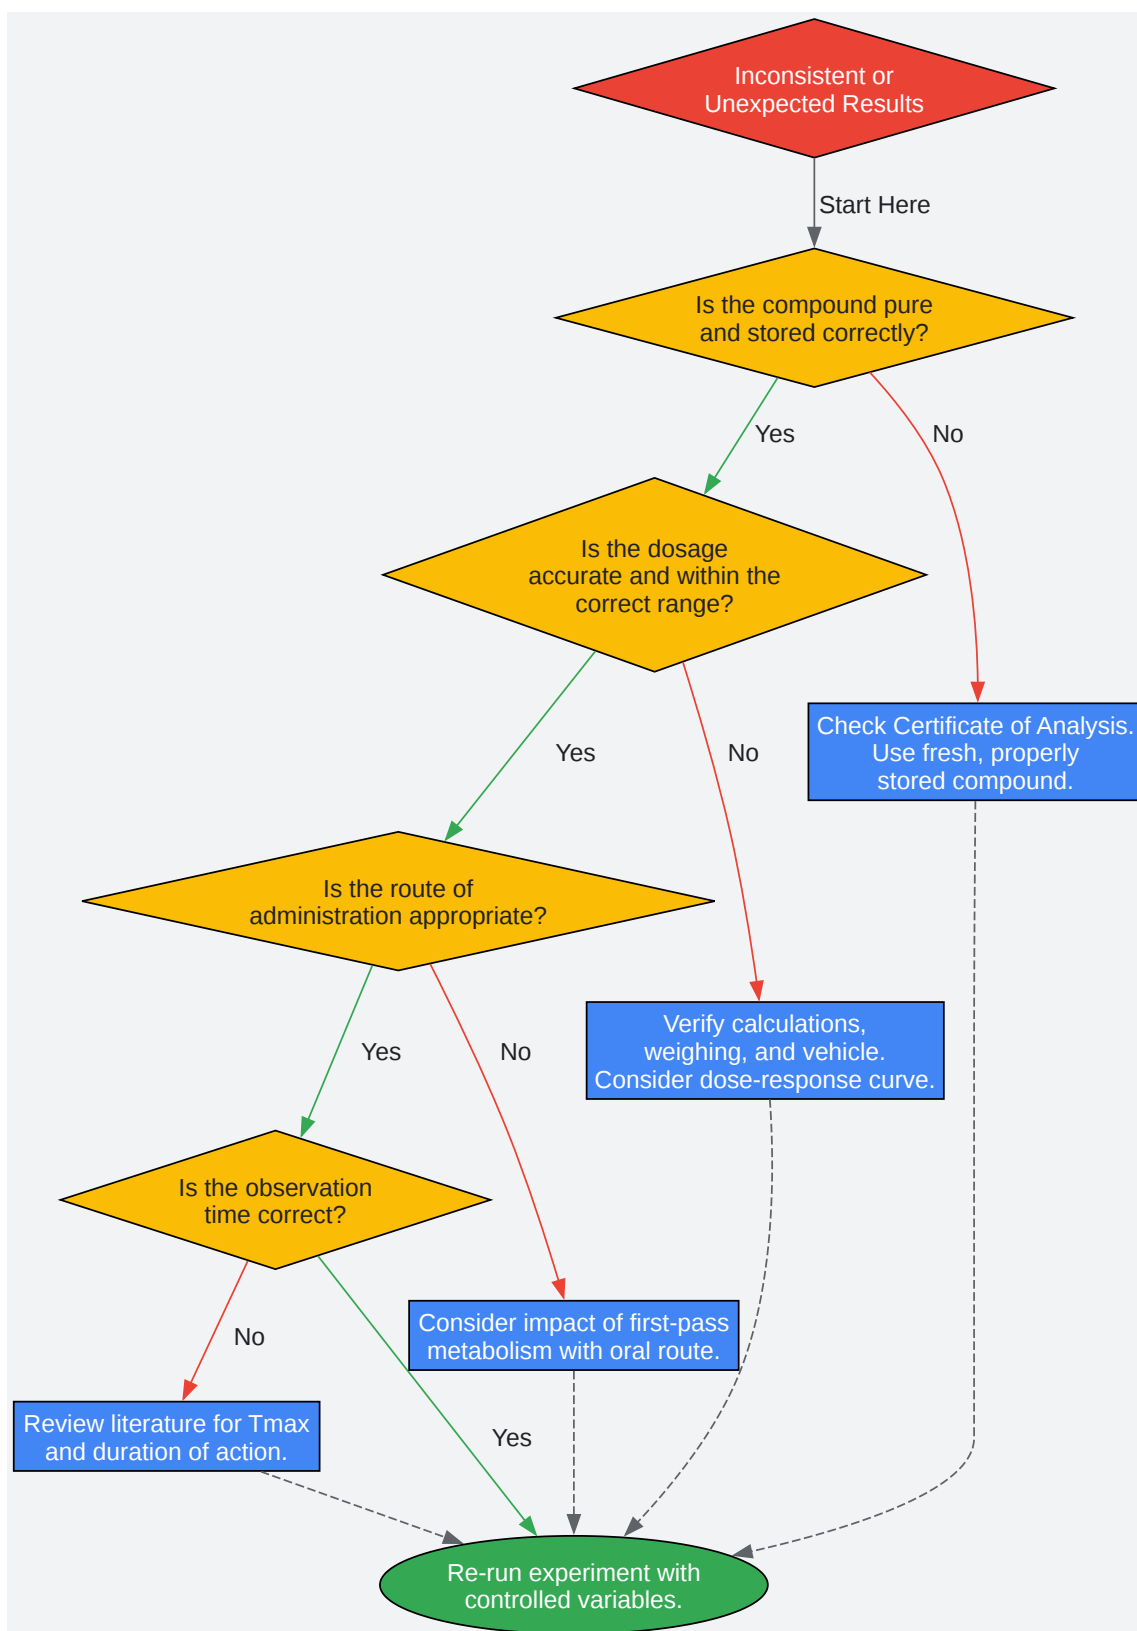 Inconsistent or
Unexpected Results
Start Here
Is the compound pure
and stored correctly?
Yes
No
Is the dosage
accurate and within the
correct range?
Yes
No
Check Certificate of Analysis.
Use fresh, properly
stored compound.
Is the route of
administration appropriate?
Yes
No
Verify calculations,
weighing, and vehicle.
Consider dose-response curve.
Is the observation
time correct?
No
Yes
Consider impact of first-pass
metabolism with oral route.
Review literature for Tmax
and duration of action.
Re-run experiment with
controlled variables.